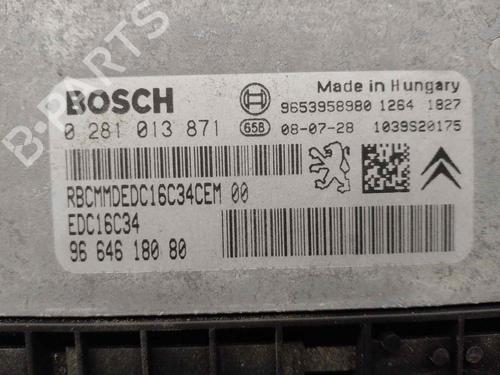 B-PARTS
BOSCH
Made in Hungary
9653958980 1264 1827
0 281 013 871 658 08-07-28 1039S20175
RBCMMDEDC16C34CEM 00
EDC16C34
96 646 180 80